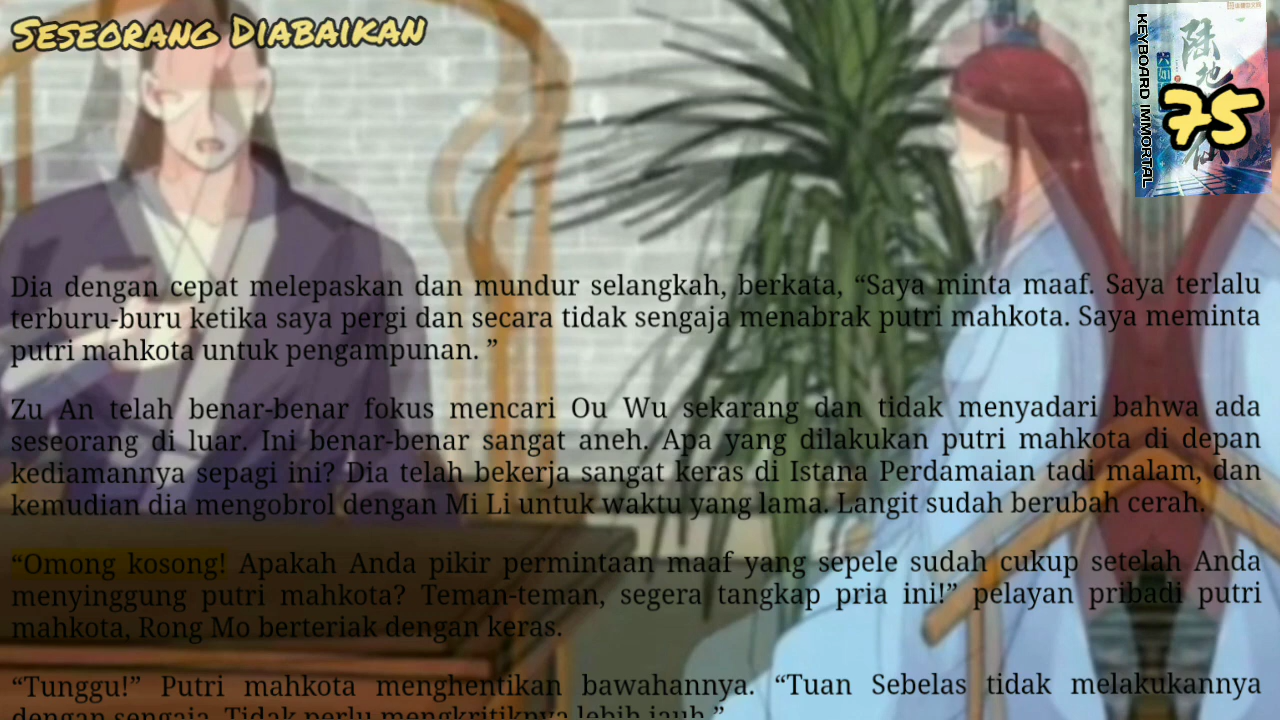 Seseorang Diabaikan
KEYBOARD IMMORTAL
75
Dia dengan cepat melepaskan dan mundur selangkah, berkata, “Saya minta maaf. Saya terlalu
terburu-buru ketika saya pergi dan secara tidak sengaja menabrak putri mahkota. Saya meminta
putri mahkota untuk pengampunan. ”
Zu An telah benar-benar fokus mencari Ou Wu sekarang dan tidak menyadari bahwa ada
seseorang di luar. Ini benar-benar sangat aneh. Apa yang dilakukan putri mahkota di depan
kediamannya sepagi ini? Dia telah bekerja sangat keras di Istana Perdamaian tadi malam, dan
kemudian dia mengobrol dengan Mi Li untuk waktu yang lama. Langit sudah berubah cerah.
“Omong kosong! Apakah Anda pikir permintaan maaf yang sepele sudah cukup setelah Anda
menyinggung putri mahkota? Teman-teman, segera tangkap pria ini!” pelayan pribadi putri
mahkota, Rong Mo berteriak dengan keras.
“Tunggu!” Putri mahkota menghentikan bawahannya. “Tuan Sebelas tidak melakukannya
dengan sengaja. Tidak perlu mengkritiknya lebih jauh.”